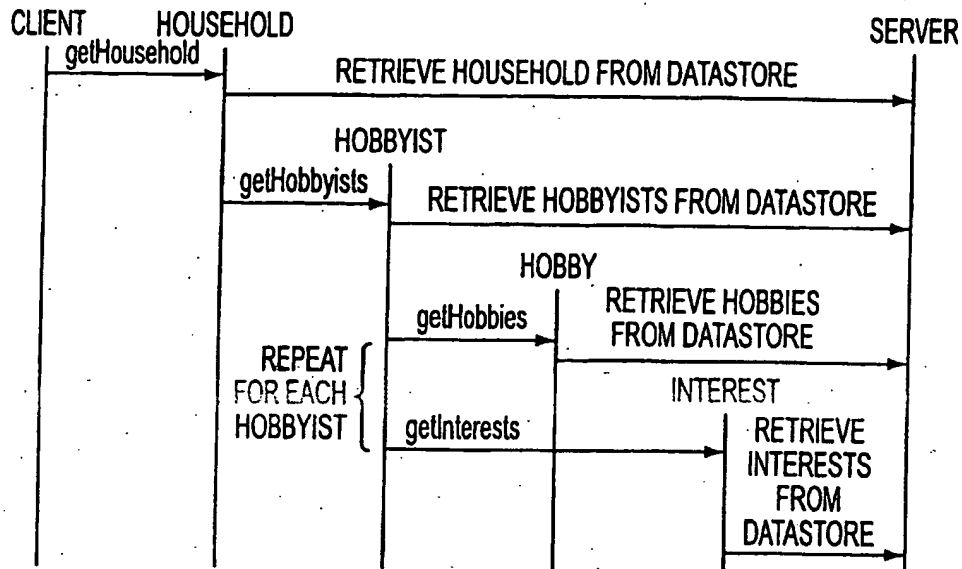 CLIENT
HOUSEHOLD
SERVER
getHousehold
RETRIEVE HOUSEHOLD FROM DATASTORE
HOBBYIST
getHobbyists
RETRIEVE HOBBYISTS FROM DATASTORE
HOBBY
getHobbies
RETRIEVE HOBBIES
FROM DATASTORE
REPEAT
FOR EACH
HOBBYIST
INTEREST
getInterests
RETRIEVE
INTERESTS
FROM
DATASTORE